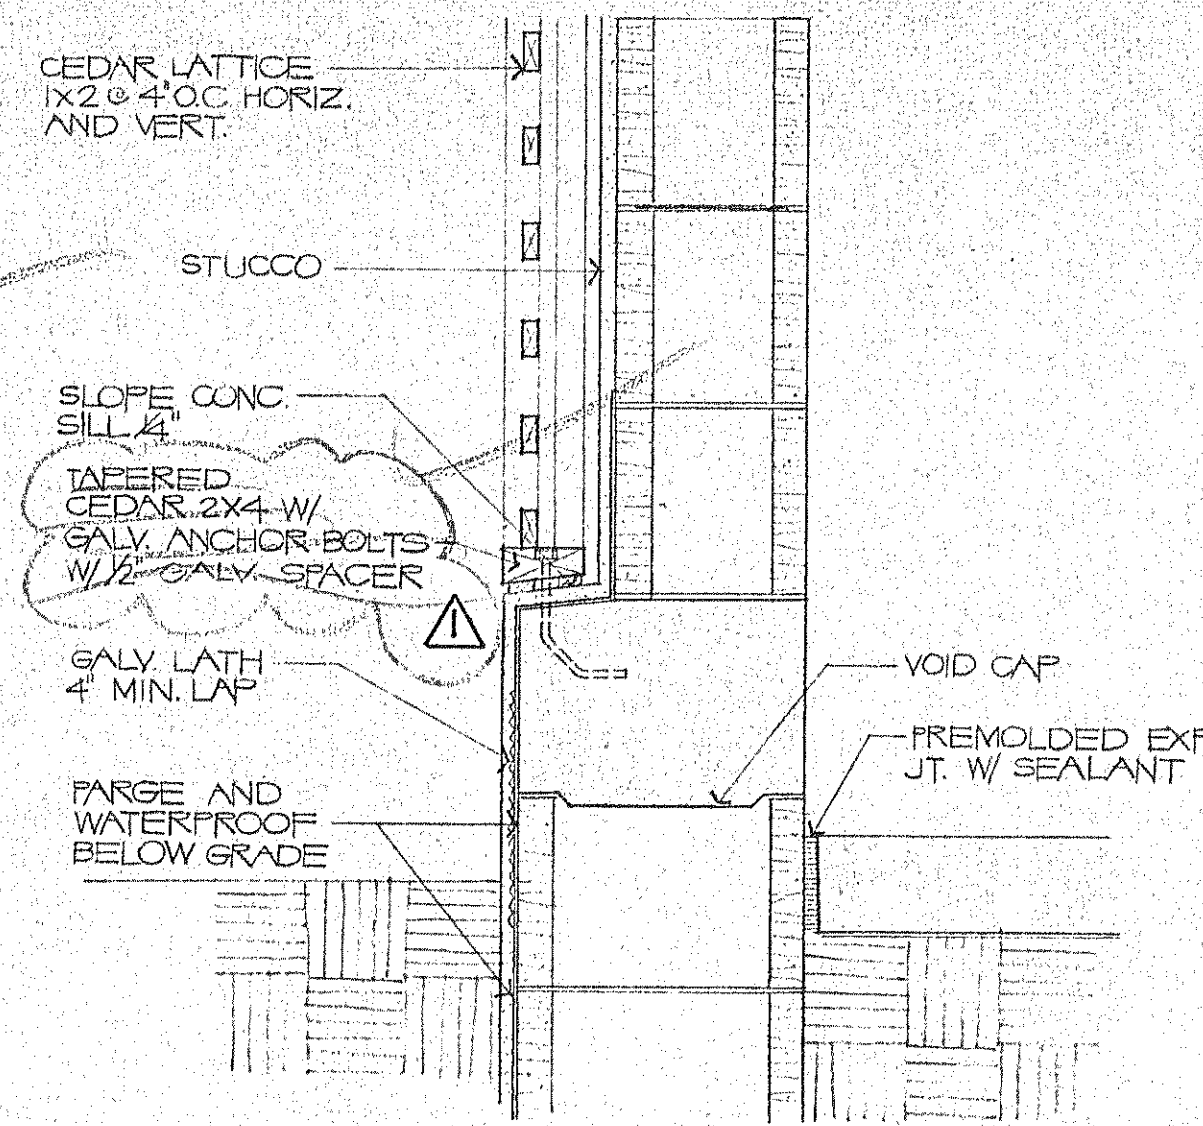 CEDAR LATTICE
1X2 @ 4"O.C. HORIZ.
AND VERT.
STUCCO
SLOPE CONC.
SILL 1/4"
TAPERED
CEDAR 2X4 W/
GALV. ANCHOR BOLTS
W/ 1/2" GALV. SPACER
1
GALV. LATH
4" MIN. LAP
VOID CAP
PREMOLDED EXP
JT. W/ SEALANT
PARGE AND
WATERPROOF
BELOW GRADE